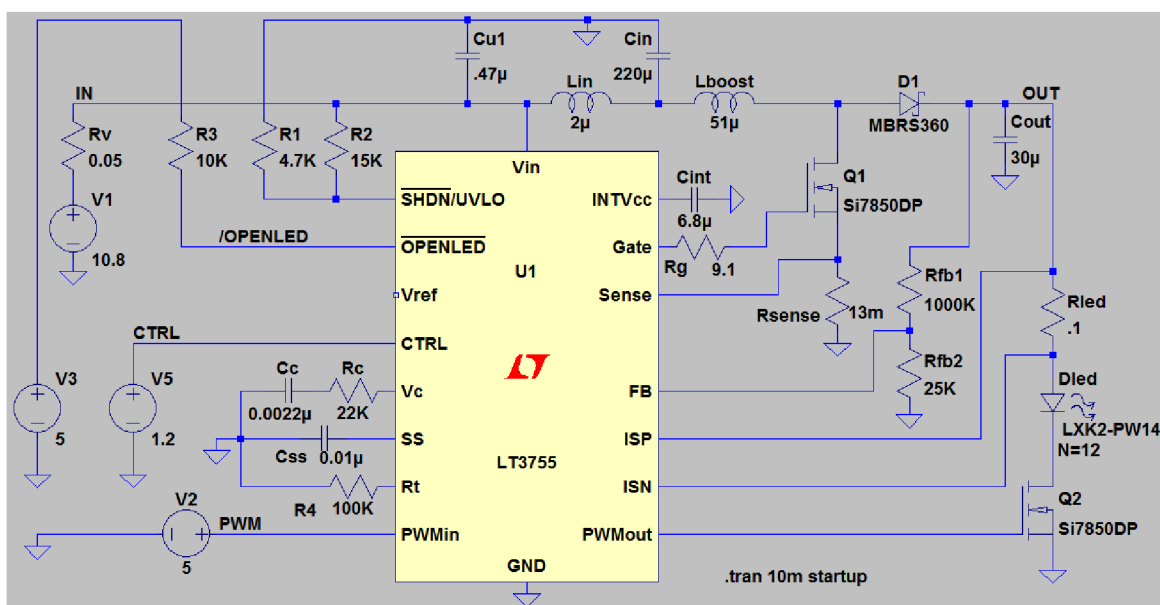 Cu1
.47µ
Cin
220µ
Lin
2µ
Lboost
51µ
D1
MBRS360
OUT
Cout
30µ
IN
Rv
0.05
R3
10K
R1
4.7K
R2
15K
V1
10.8
Vin
SHDN/UVLO
INTVcc
Cint
6.8µ
Q1
Si7850DP
/OPENLED
OPENLED
Gate
Rg
9.1
U1
Vref
Sense
Rsense
13m
Rfb1
1000K
Rled
.1
CTRL
CTRL
V3
5
V5
1.2
Cc
0.0022µ
Rc
22K
Vc
FB
Rfb2
25K
Dled
LXK2-PW14
N=12
Css
0.01µ
SS
LT3755
ISP
R4
100K
Rt
ISN
V2
5
PWM
PWMin
PWMout
Q2
Si7850DP
GND
.tran 10m startup